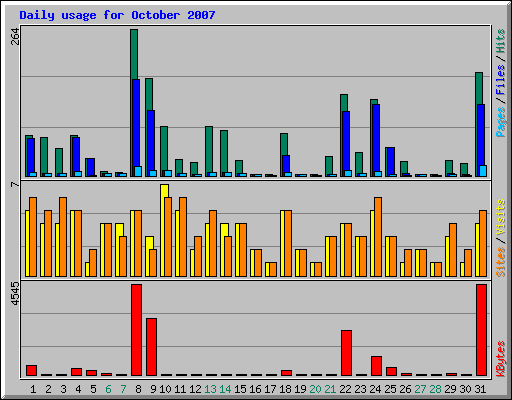 Daily usage for October 2007
264
Pages / Files / Hits
7
Sites / Visits
4545
KBytes
1 2 3 4 5 6 7 8 9 10 11 12 13 14 15 16 17 18 19 20 21 22 23 24 25 26 27 28 29 30 31